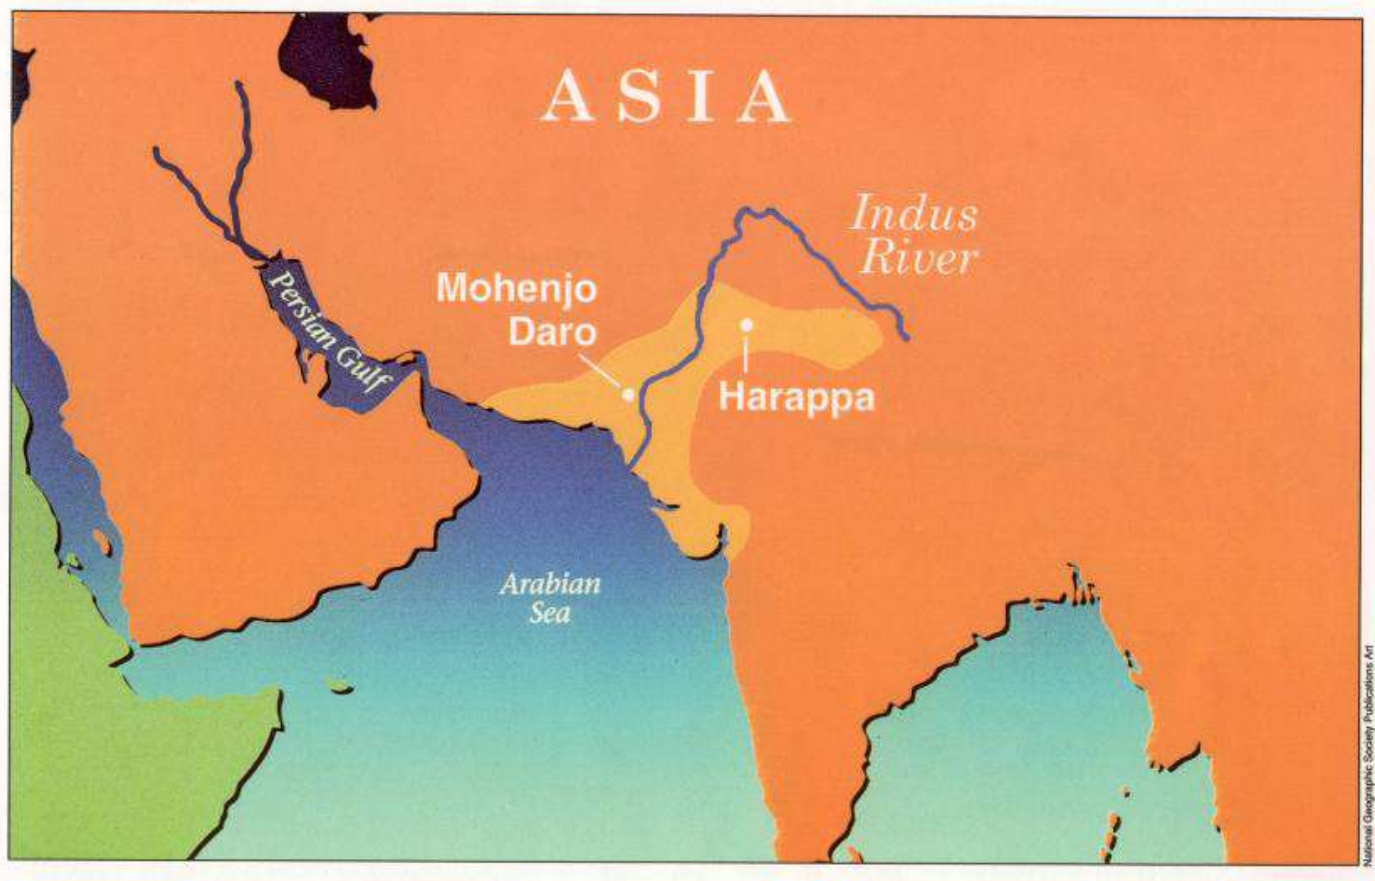 ASIA
Indus
River
Mohenjo
Daro
Persian Gulf
Harappa
Arabian
Sea
National Geographic Society Publications Art